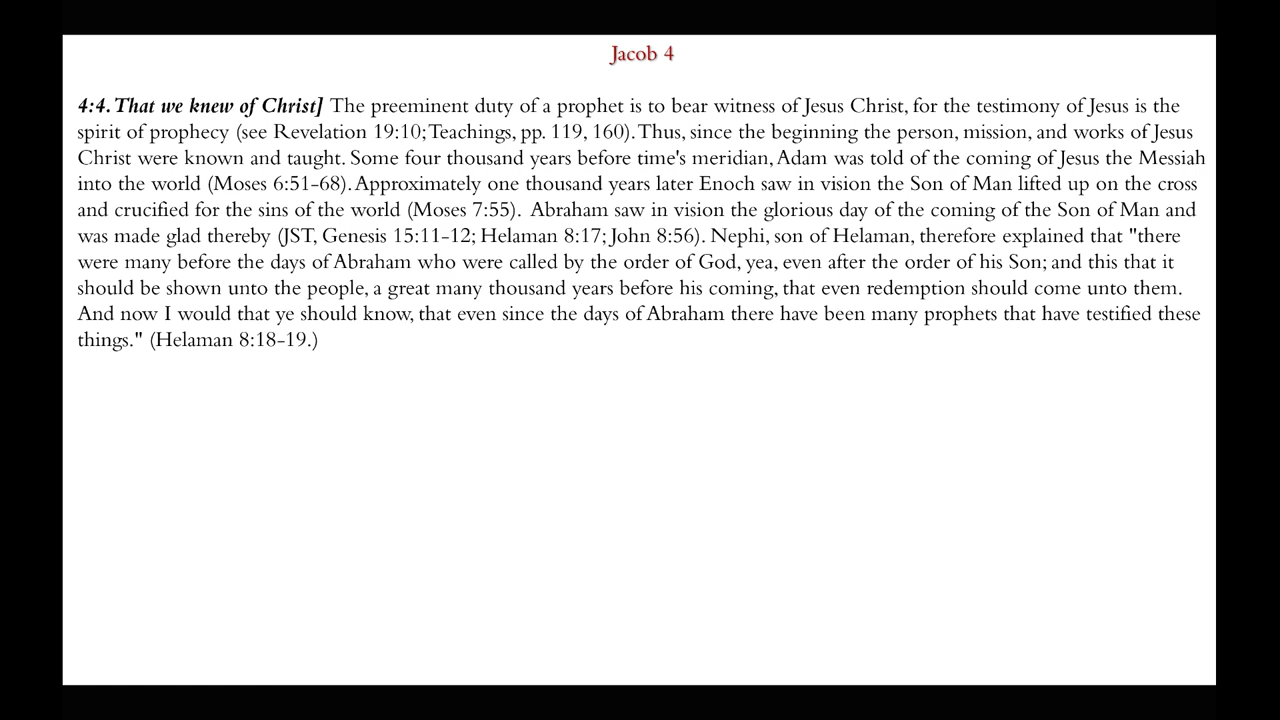 Jacob 4
4:4. That we knew of Christ] The preeminent duty of a prophet is to bear witness of Jesus Christ, for the testimony of Jesus is the
spirit of prophecy (see Revelation 19:10; Teachings, pp. 119, 160). Thus, since the beginning the person, mission, and works of Jesus
Christ were known and taught. Some four thousand years before time's meridian, Adam was told of the coming of Jesus the Messiah
into the world (Moses 6:51-68). Approximately one thousand years later Enoch saw in vision the Son of Man lifted up on the cross
and crucified for the sins of the world (Moses 7:55).  Abraham saw in vision the glorious day of the coming of the Son of Man and
was made glad thereby (JST, Genesis 15:11-12; Helaman 8:17; John 8:56). Nephi, son of Helaman, therefore explained that "there
were many before the days of Abraham who were called by the order of God, yea, even after the order of his Son; and this that it
should be shown unto the people, a great many thousand years before his coming, that even redemption should come unto them.
And now I would that ye should know, that even since the days of Abraham there have been many prophets that have testified these
things." (Helaman 8:18-19.)